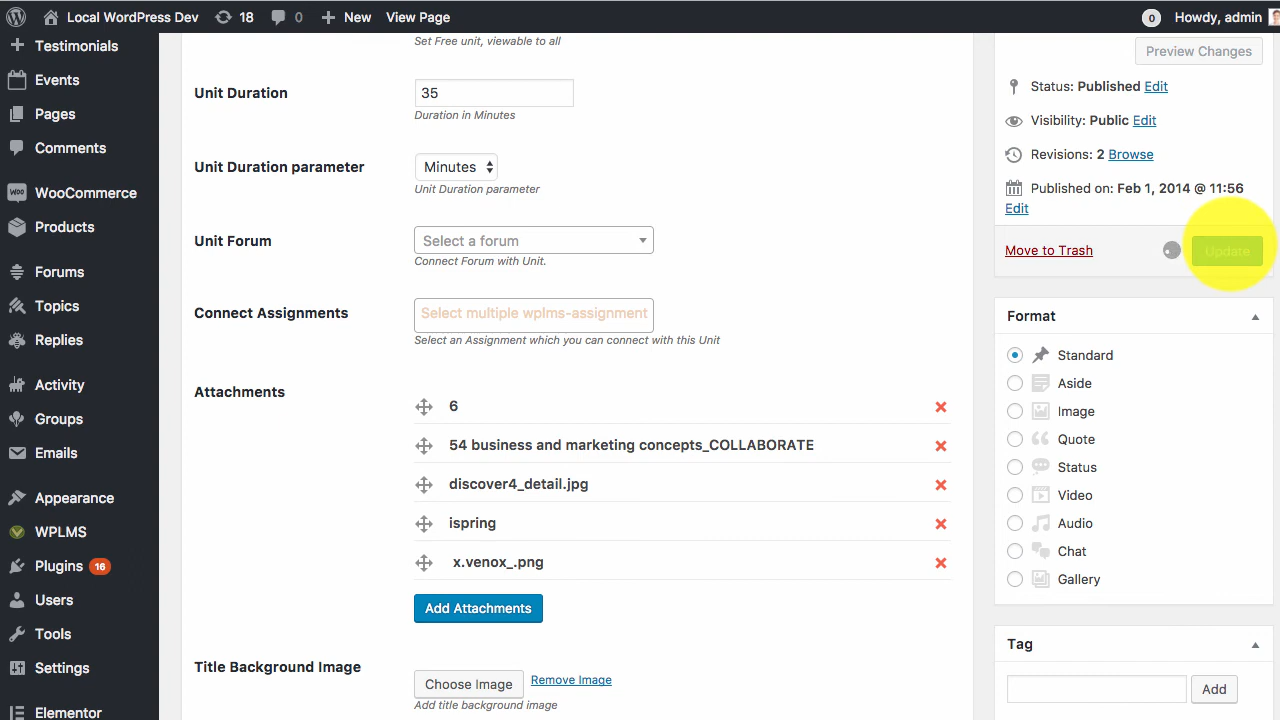 Local WordPress Dev
18
0
New
View Page
0
Howdy, admin
Testimonials
Events
Pages
Comments
WOO
WooCommerce
Products
Forums
Topics
Replies
Activity
Groups
Emails
Appearance
WPLMS
Plugins 16
Users
Tools
Settings
Elementor
Set Free unit, viewable to all
Unit Duration
35
Duration in Minutes
Unit Duration parameter
Minutes
Unit Duration parameter
Unit Forum
Select a forum
Connect Forum with Unit.
Connect Assignments
Select multiple wplms-assignment
Select an Assignment which you can connect with this Unit
Attachments
6
54 business and marketing concepts_COLLABORATE
discover4_detail.jpg
ispring
x.venox_.png
Add Attachments
Title Background Image
Choose Image
Remove Image
Add title background image
Preview Changes
Status: Published Edit
Visibility: Public Edit
Revisions: 2 Browse
Published on: Feb 1, 2014 @ 11:56
Edit
Move to Trash
Update
Format
Standard
Aside
Image
Quote
Status
Video
Audio
Chat
Gallery
Tag
Add